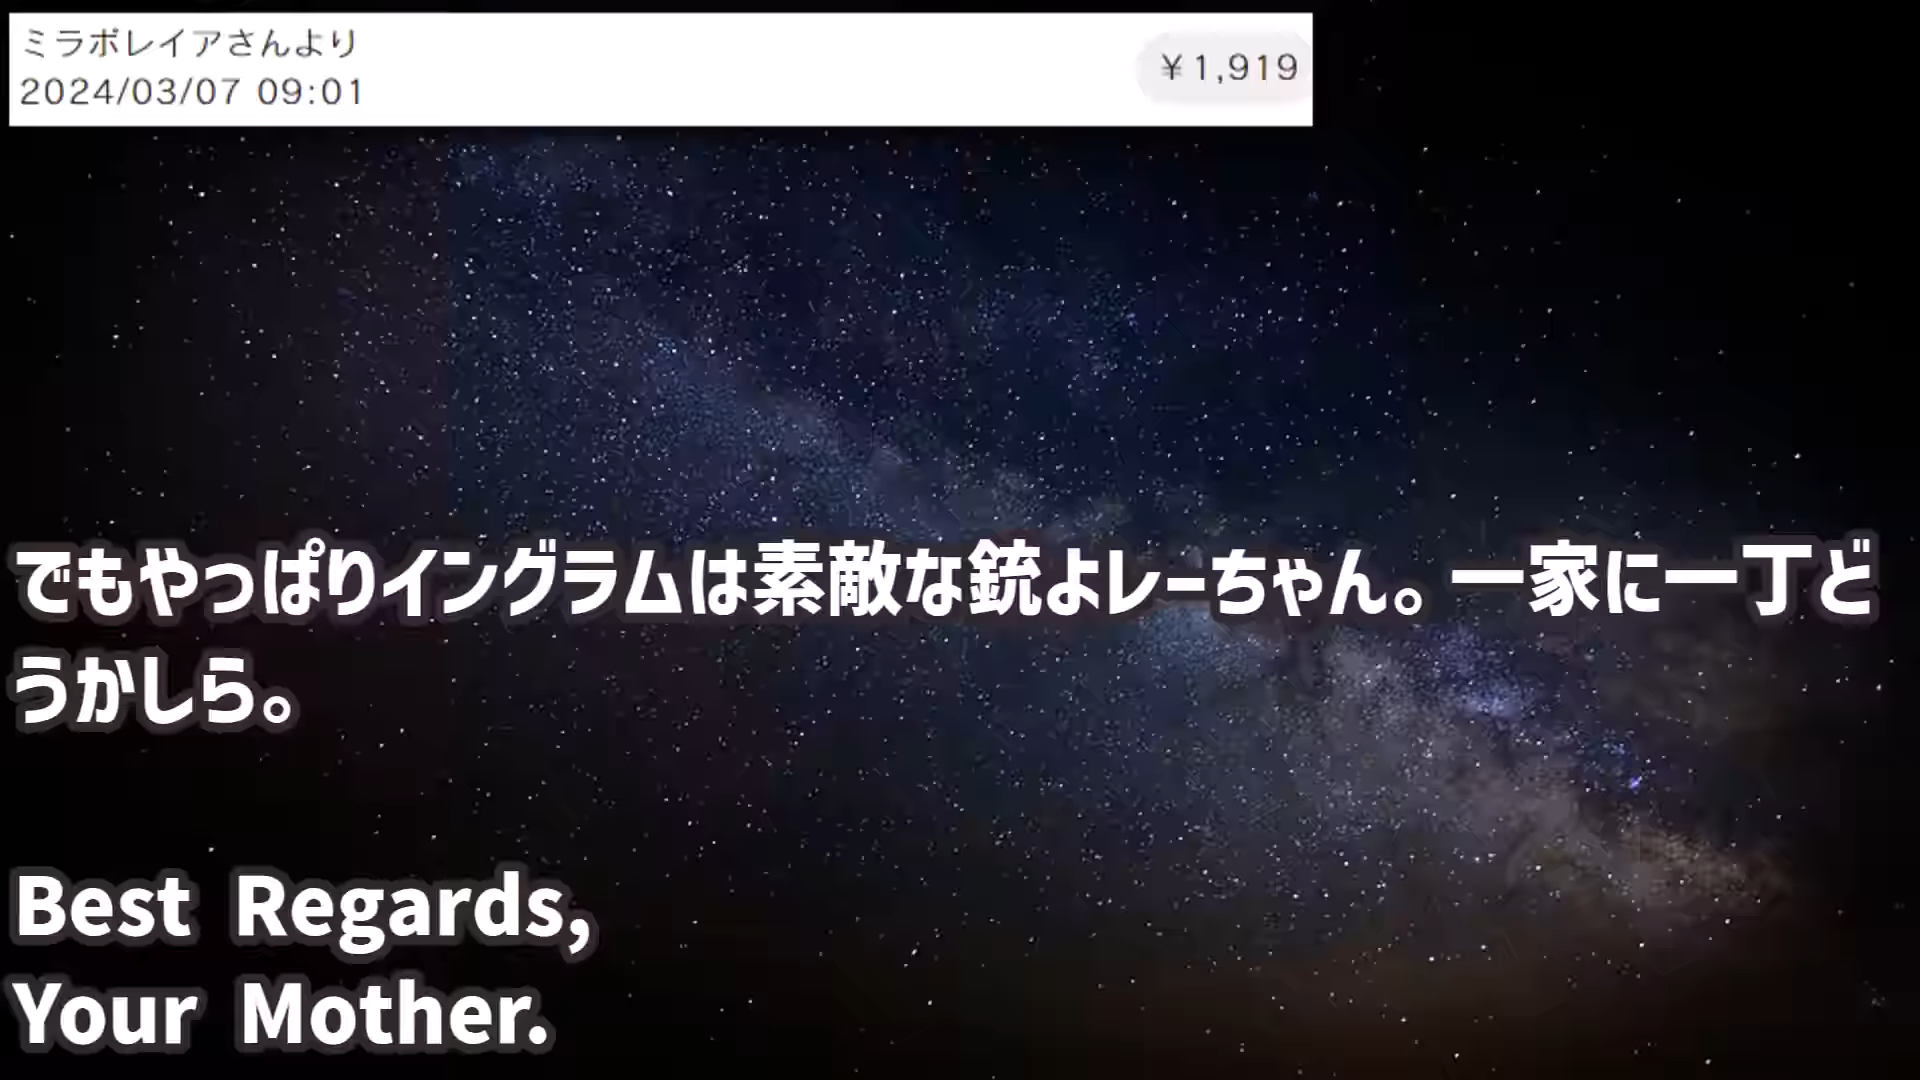 ミラボレイアさんより
2024/03/07 09:01
￥1,919
でもやっぱりイングラムは素敵な銃よレーちゃん。一家に一丁ど
うかしら。
Best Regards,
Your Mother.